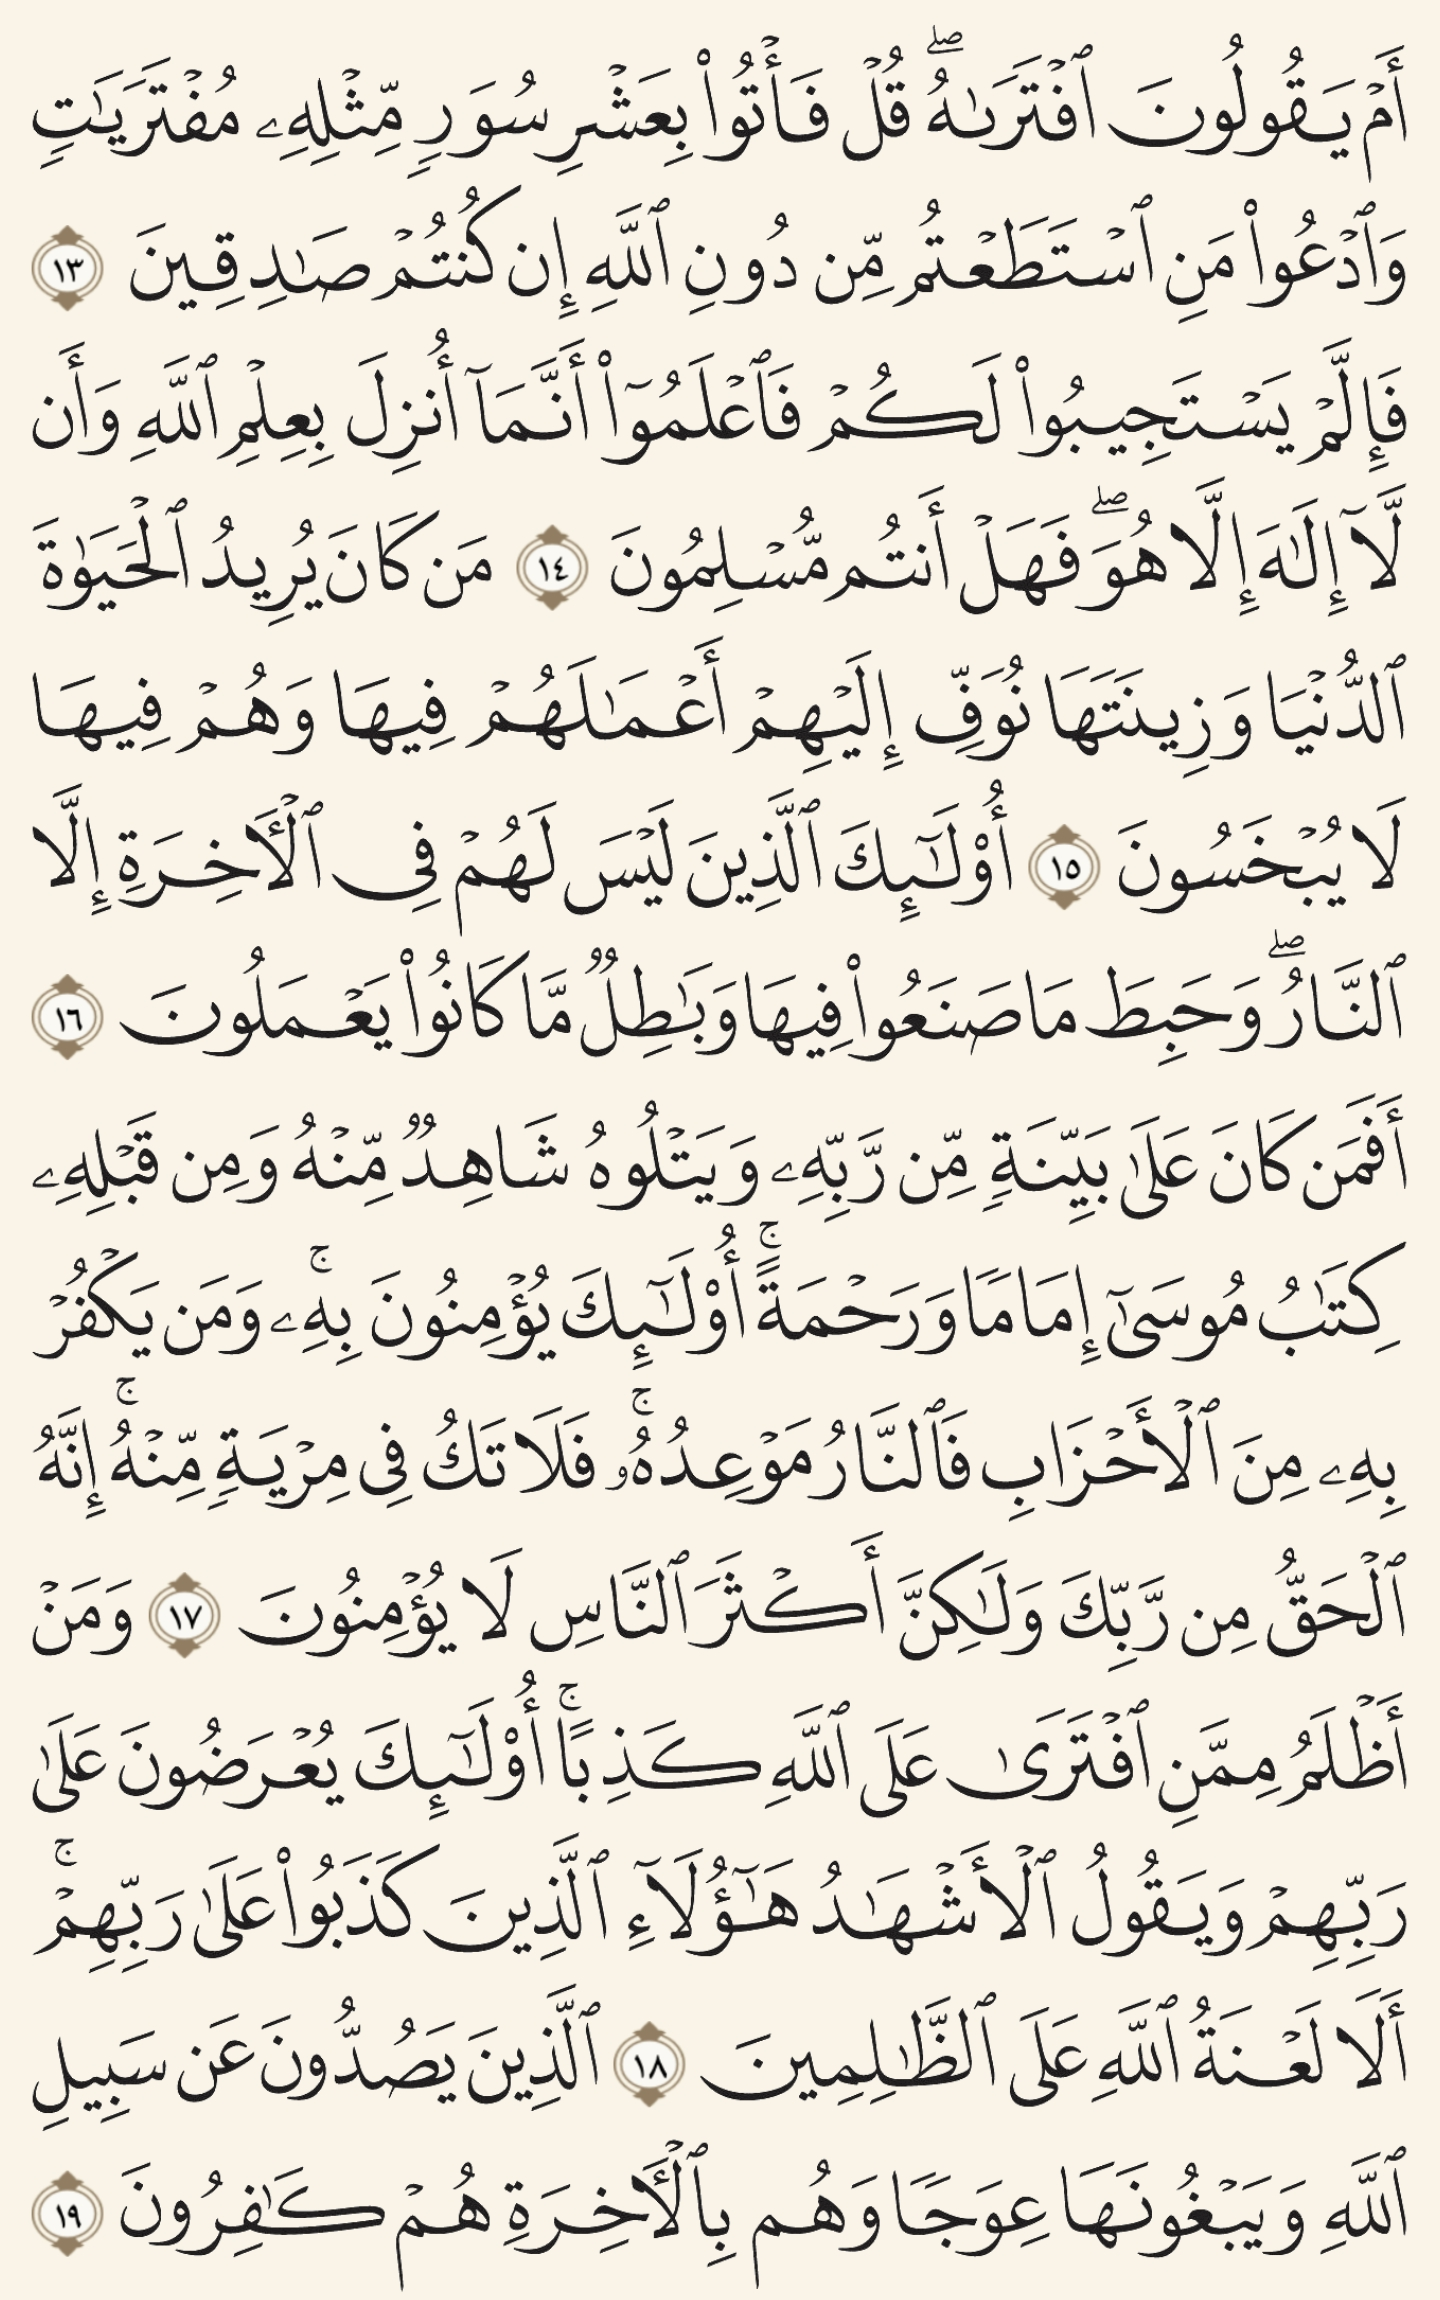 أَمۡ يَقُولُونَ ٱفۡتَرَىٰهُۖ قُلۡ فَأۡتُواْ بِعَشۡرِ سُوَرٖ مِّثۡلِهِۦ مُفۡتَرَيَٰتٖ
وَٱدۡعُواْ مَنِ ٱسۡتَطَعۡتُم مِّن دُونِ ٱللَّهِ إِن كُنتُمۡ صَٰدِقِينَ ١٣
فَإِلَّمۡ يَسۡتَجِيبُواْ لَكُمۡ فَٱعۡلَمُوٓاْ أَنَّمَآ أُنزِلَ بِعِلۡمِ ٱللَّهِ وَأَن
لَّآ إِلَٰهَ إِلَّا هُوَۖ فَهَلۡ أَنتُم مُّسۡلِمُونَ ١٤ مَن كَانَ يُرِيدُ ٱلۡحَيَوٰةَ
ٱلدُّنۡيَا وَزِينَتَهَا نُوَفِّ إِلَيۡهِمۡ أَعۡمَٰلَهُمۡ فِيهَا وَهُمۡ فِيهَا
لَا يُبۡخَسُونَ ١٥ أُوْلَٰٓئِكَ ٱلَّذِينَ لَيۡسَ لَهُمۡ فِي ٱلۡأٓخِرَةِ إِلَّا
ٱلنَّارُۖ وَحَبِطَ مَا صَنَعُواْ فِيهَا وَبَٰطِلٞ مَّا كَانُواْ يَعۡمَلُونَ ١٦
أَفَمَن كَانَ عَلَىٰ بَيِّنَةٖ مِّن رَّبِّهِۦ وَيَتۡلُوهُ شَاهِدٞ مِّنۡهُ وَمِن قَبۡلِهِۦ
كِتَٰبُ مُوسَىٰٓ إِمَامٗا وَرَحۡمَةًۚ أُوْلَٰٓئِكَ يُؤۡمِنُونَ بِهِۦۚ وَمَن يَكۡفُرۡ
بِهِۦ مِنَ ٱلۡأَحۡزَابِ فَٱلنَّارُ مَوۡعِدُهُۥۚ فَلَا تَكُ فِي مِرۡيَةٖ مِّنۡهُۚ إِنَّهُ
ٱلۡحَقُّ مِن رَّبِّكَ وَلَٰكِنَّ أَكۡثَرَ ٱلنَّاسِ لَا يُؤۡمِنُونَ ١٧ وَمَنۡ
أَظۡلَمُ مِمَّنِ ٱفۡتَرَىٰ عَلَى ٱللَّهِ كَذِبًاۚ أُوْلَٰٓئِكَ يُعۡرَضُونَ عَلَىٰ
رَبِّهِمۡ وَيَقُولُ ٱلۡأَشۡهَٰدُ هَٰٓؤُلَآءِ ٱلَّذِينَ كَذَبُواْ عَلَىٰ رَبِّهِمۡۚ
أَلَا لَعۡنَةُ ٱللَّهِ عَلَى ٱلظَّٰلِمِينَ ١٨ ٱلَّذِينَ يَصُدُّونَ عَن سَبِيلِ
ٱللَّهِ وَيَبۡغُونَهَا عِوَجٗا وَهُم بِٱلۡأٓخِرَةِ هُمۡ كَٰفِرُونَ ١٩